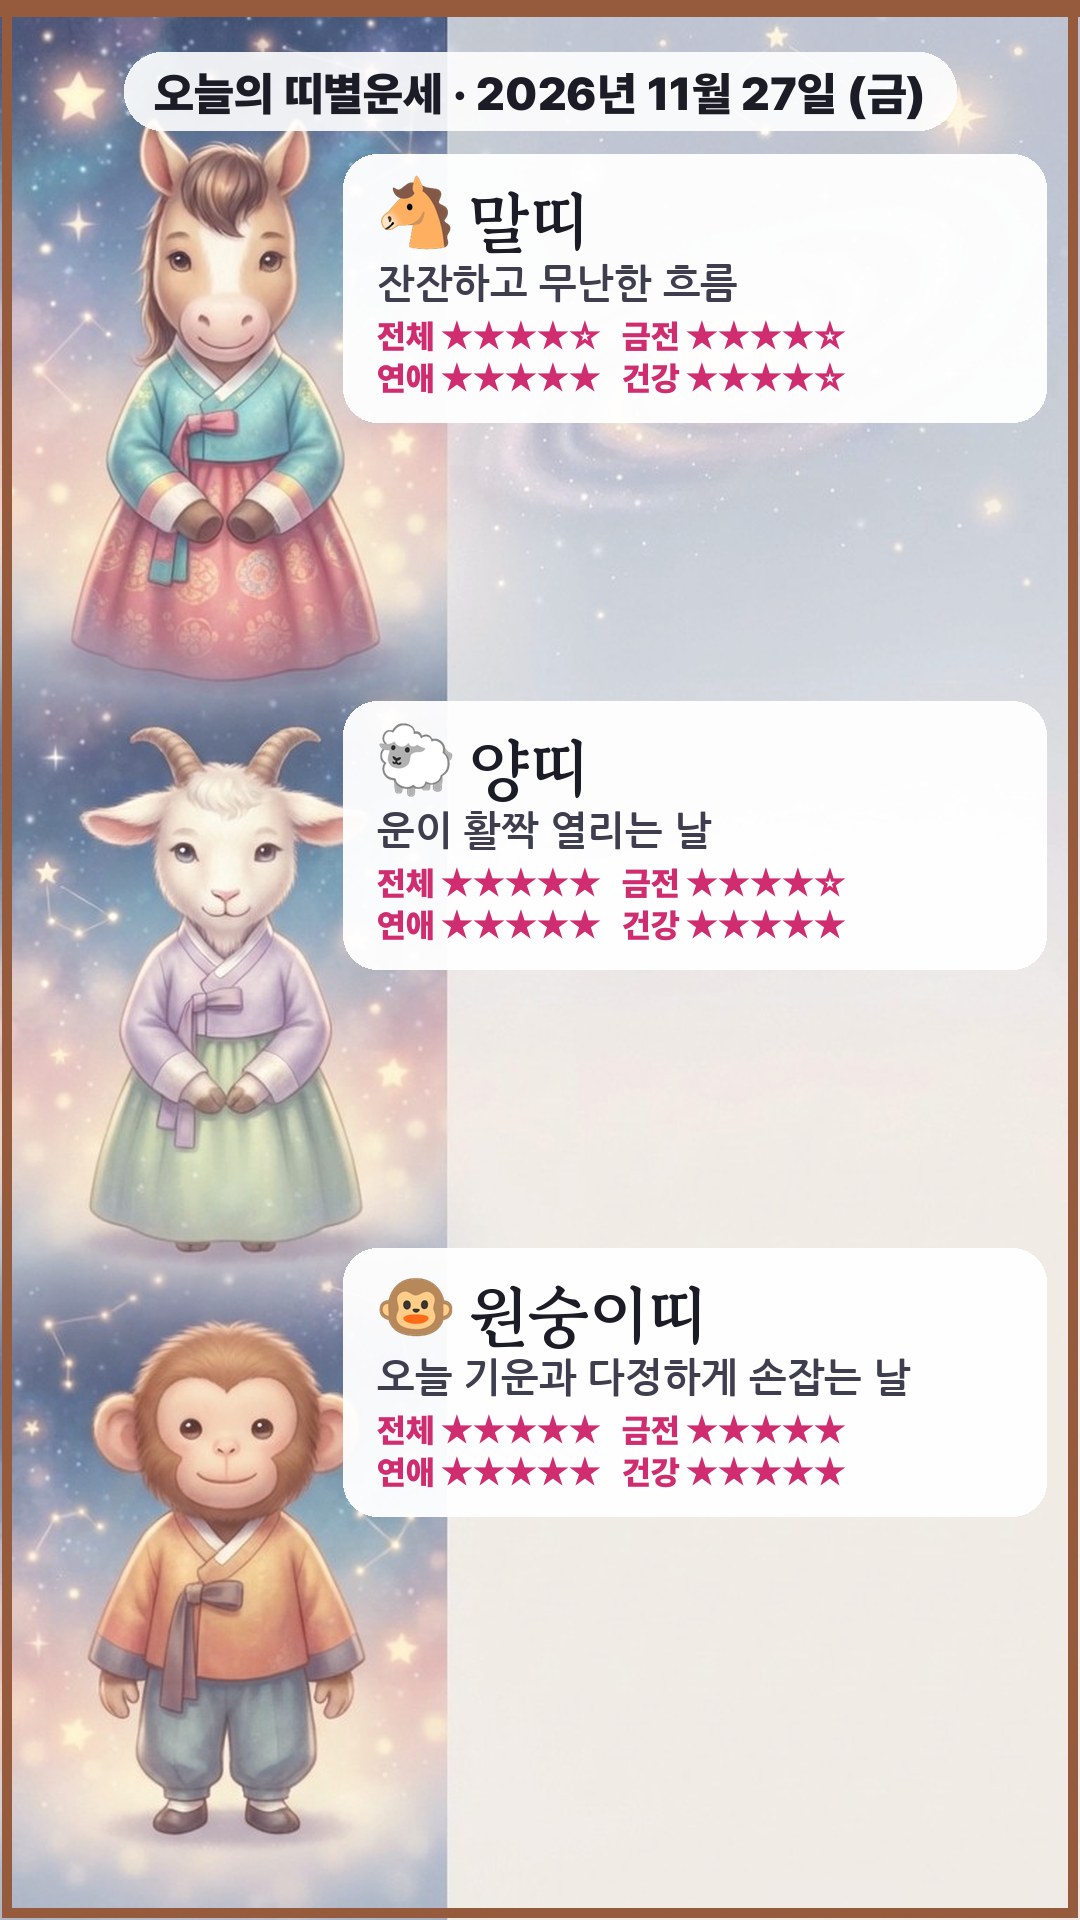 오늘의 띠별운세 · 2026년 11월 27일 (금)
말띠
잔잔하고 무난한 흐름
전체 ★★★★☆ 금전 ★★★★☆
연애 ★★★★★ 건강 ★★★★☆
양띠
운이 활짝 열리는 날
전체 ★★★★★ 금전 ★★★★☆
연애 ★★★★★ 건강 ★★★★★
원숭이띠
오늘 기운과 다정하게 손잡는 날
전체 ★★★★★ 금전 ★★★★★
연애 ★★★★★ 건강 ★★★★★